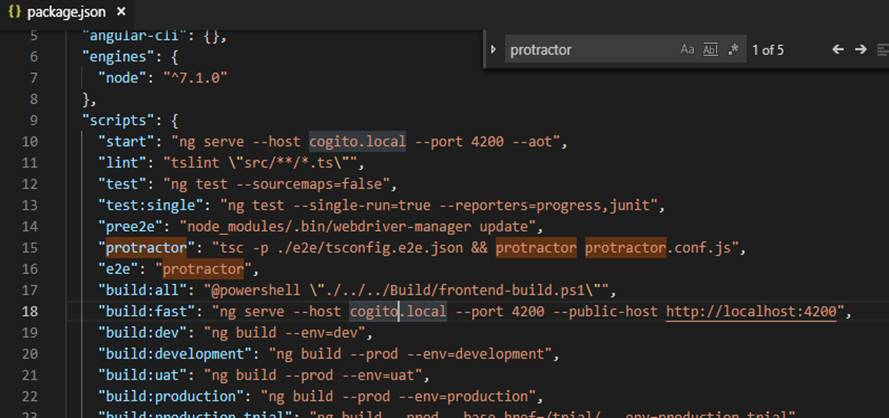 {} package.json ×
protractor Aa Abl .* 1 of 5
5 "angular-cli": {},
6 "engines": {
7 "node": "^7.1.0"
8 },
9 "scripts": {
10 "start": "ng serve --host cogito.local --port 4200 --aot",
11 "lint": "tslint \"src/**/*.ts\"",
12 "test": "ng test --sourcemaps=false",
13 "test:single": "ng test --single-run=true --reporters=progress,junit",
14 "pree2e": "node_modules/.bin/webdriver-manager update",
15 "protractor": "tsc -p ./e2e/tsconfig.e2e.json && protractor protractor.conf.js",
16 "e2e": "protractor",
17 "build:all": "@powershell \"./../../Build/frontend-build.ps1\"",
18 "build:fast": "ng serve --host cogito.local --port 4200 --public-host http://localhost:4200",
19 "build:dev": "ng build --env=dev",
20 "build:development": "ng build --prod --env=development",
21 "build:uat": "ng build --prod --env=uat",
22 "build:production": "ng build --prod --env=production",
23 "build:production-trial": "ng build --prod --base-href=/trial/ --env=production-trial"